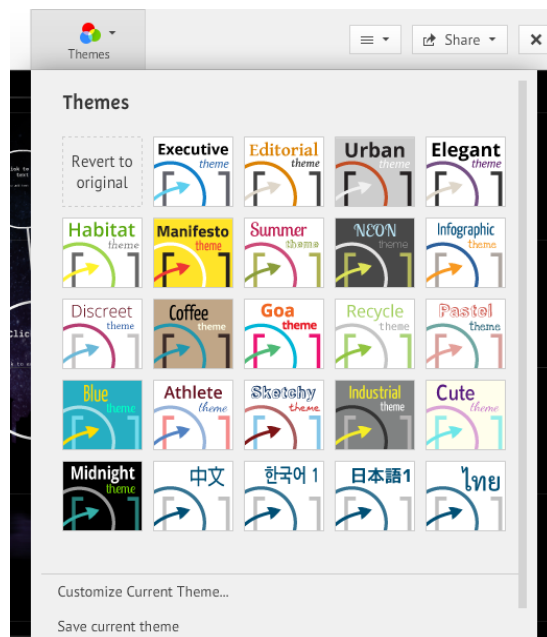 Themes
Share
Themes
Revert to
original
Executive
theme
Editorial
theme
Urban
theme
Elegant
theme
Habitat
theme
Manifesto
theme
Summer
theme
NEON
theme
Infographic
theme
Discreet
theme
Coffee
theme
Goa
theme
Recycle
theme
Pastel
theme
Blue
theme
Athlete
theme
Sketchy
theme
Industrial
theme
Cute
theme
Midnight
theme
中文
한국어 1
日本語1
ไทย
Customize Current Theme...
Save current theme